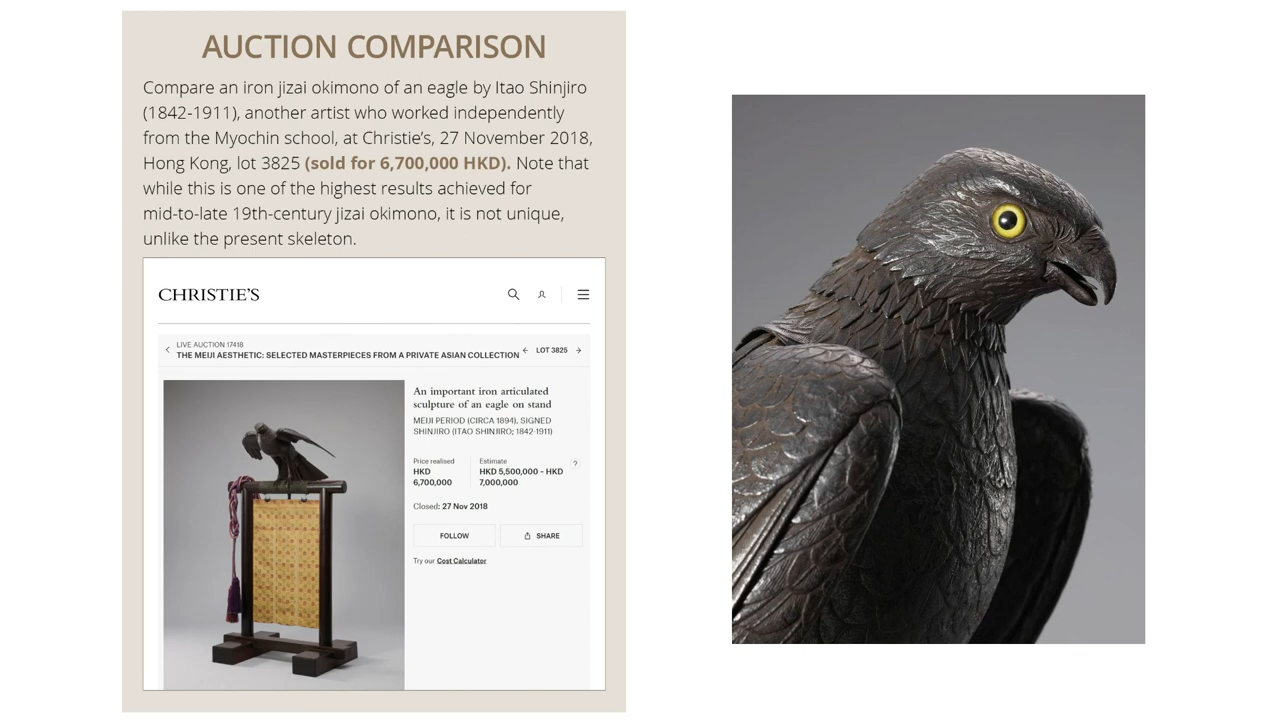 AUCTION COMPARISON
Compare an iron jizai okimono of an eagle by Itao Shinjiro
(1842-1911), another artist who worked independently
from the Myochin school, at Christie’s, 27 November 2018,
Hong Kong, lot 3825 (sold for 6,700,000 HKD). Note that
while this is one of the highest results achieved for
mid-to-late 19th-century jizai okimono, it is not unique,
unlike the present skeleton.
CHRISTIE'S
LIVE AUCTION 17418
THE MEIJI AESTHETIC: SELECTED MASTERPIECES FROM A PRIVATE ASIAN COLLECTION
LOT 3825
An important iron articulated
sculpture of an eagle on stand
MEIJI PERIOD (CIRCA 1894), SIGNED
SHINJIRO (ITAO SHINJIRO; 1842-1911)
Price realised
HKD
6,700,000
Estimate
HKD 5,500,000 - HKD
7,000,000
?
Closed: 27 Nov 2018
FOLLOW
SHARE
Try our Cost Calculator